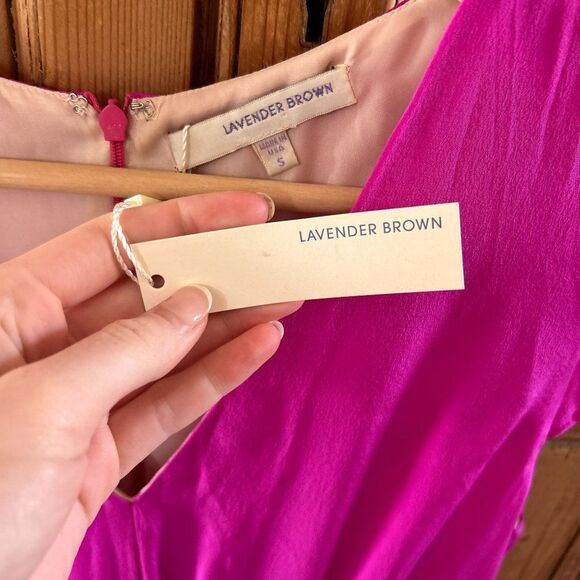 LAVENDER BROWN
MADE IN
USA
S
LAVENDER BROWN